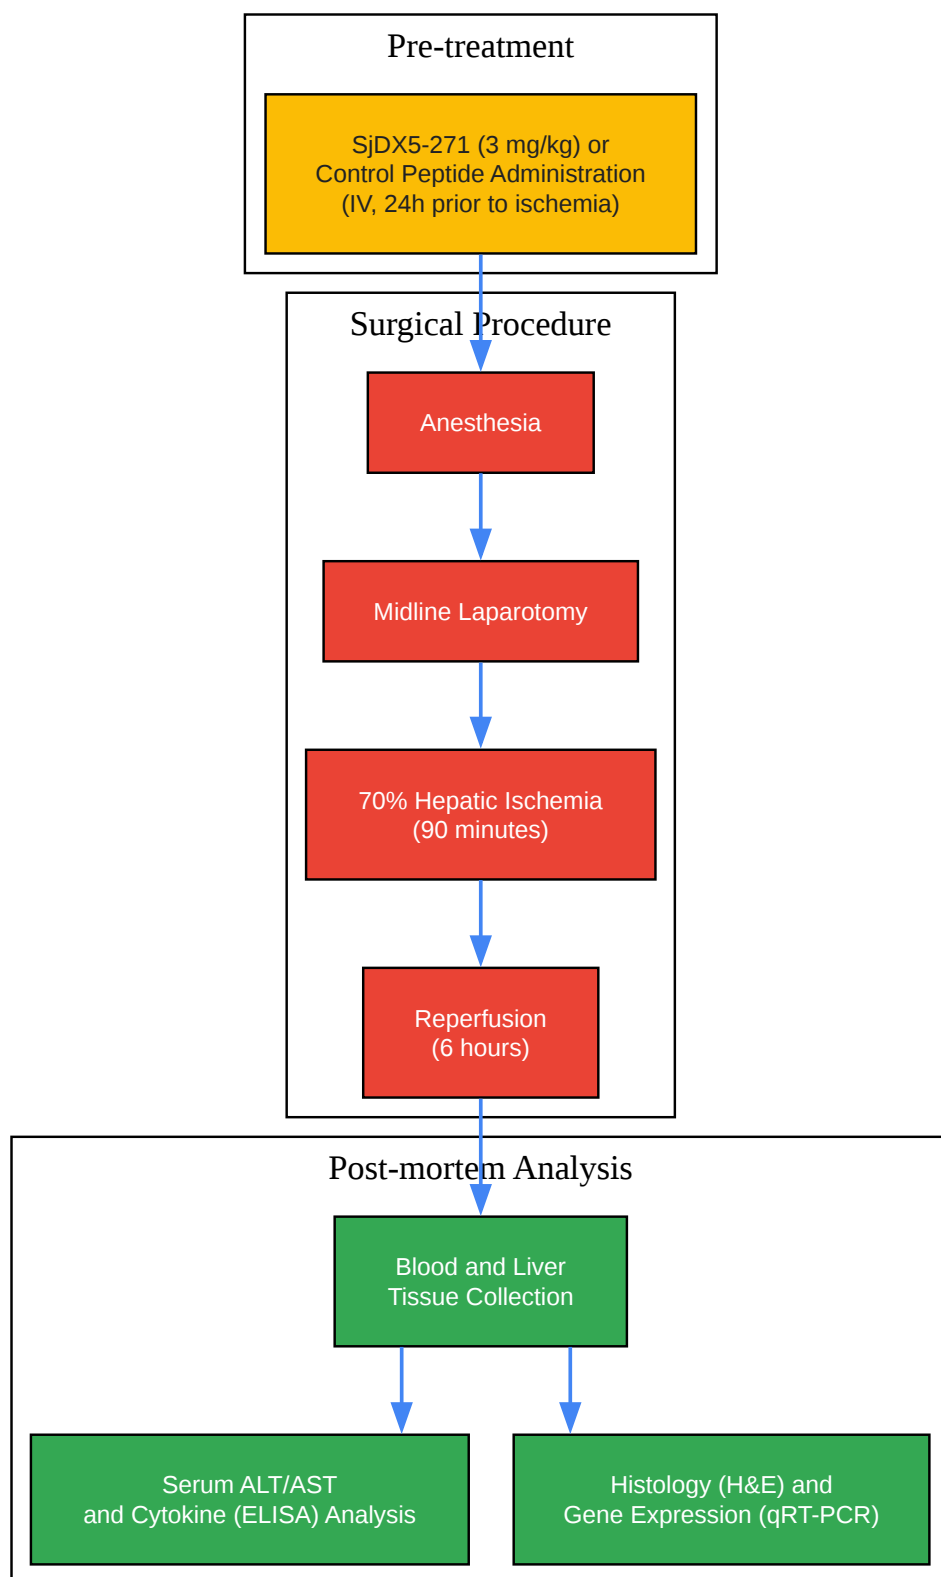 Pre-treatment
SjDX5-271 (3 mg/kg) or
Control Peptide Administration
(IV, 24h prior to ischemia)
Surgical Procedure
Anesthesia
Midline Laparotomy
70% Hepatic Ischemia
(90 minutes)
Reperfusion
(6 hours)
Post-mortem Analysis
Blood and Liver
Tissue Collection
Serum ALT/AST
and Cytokine (ELISA) Analysis
Histology (H&E) and
Gene Expression (qRT-PCR)